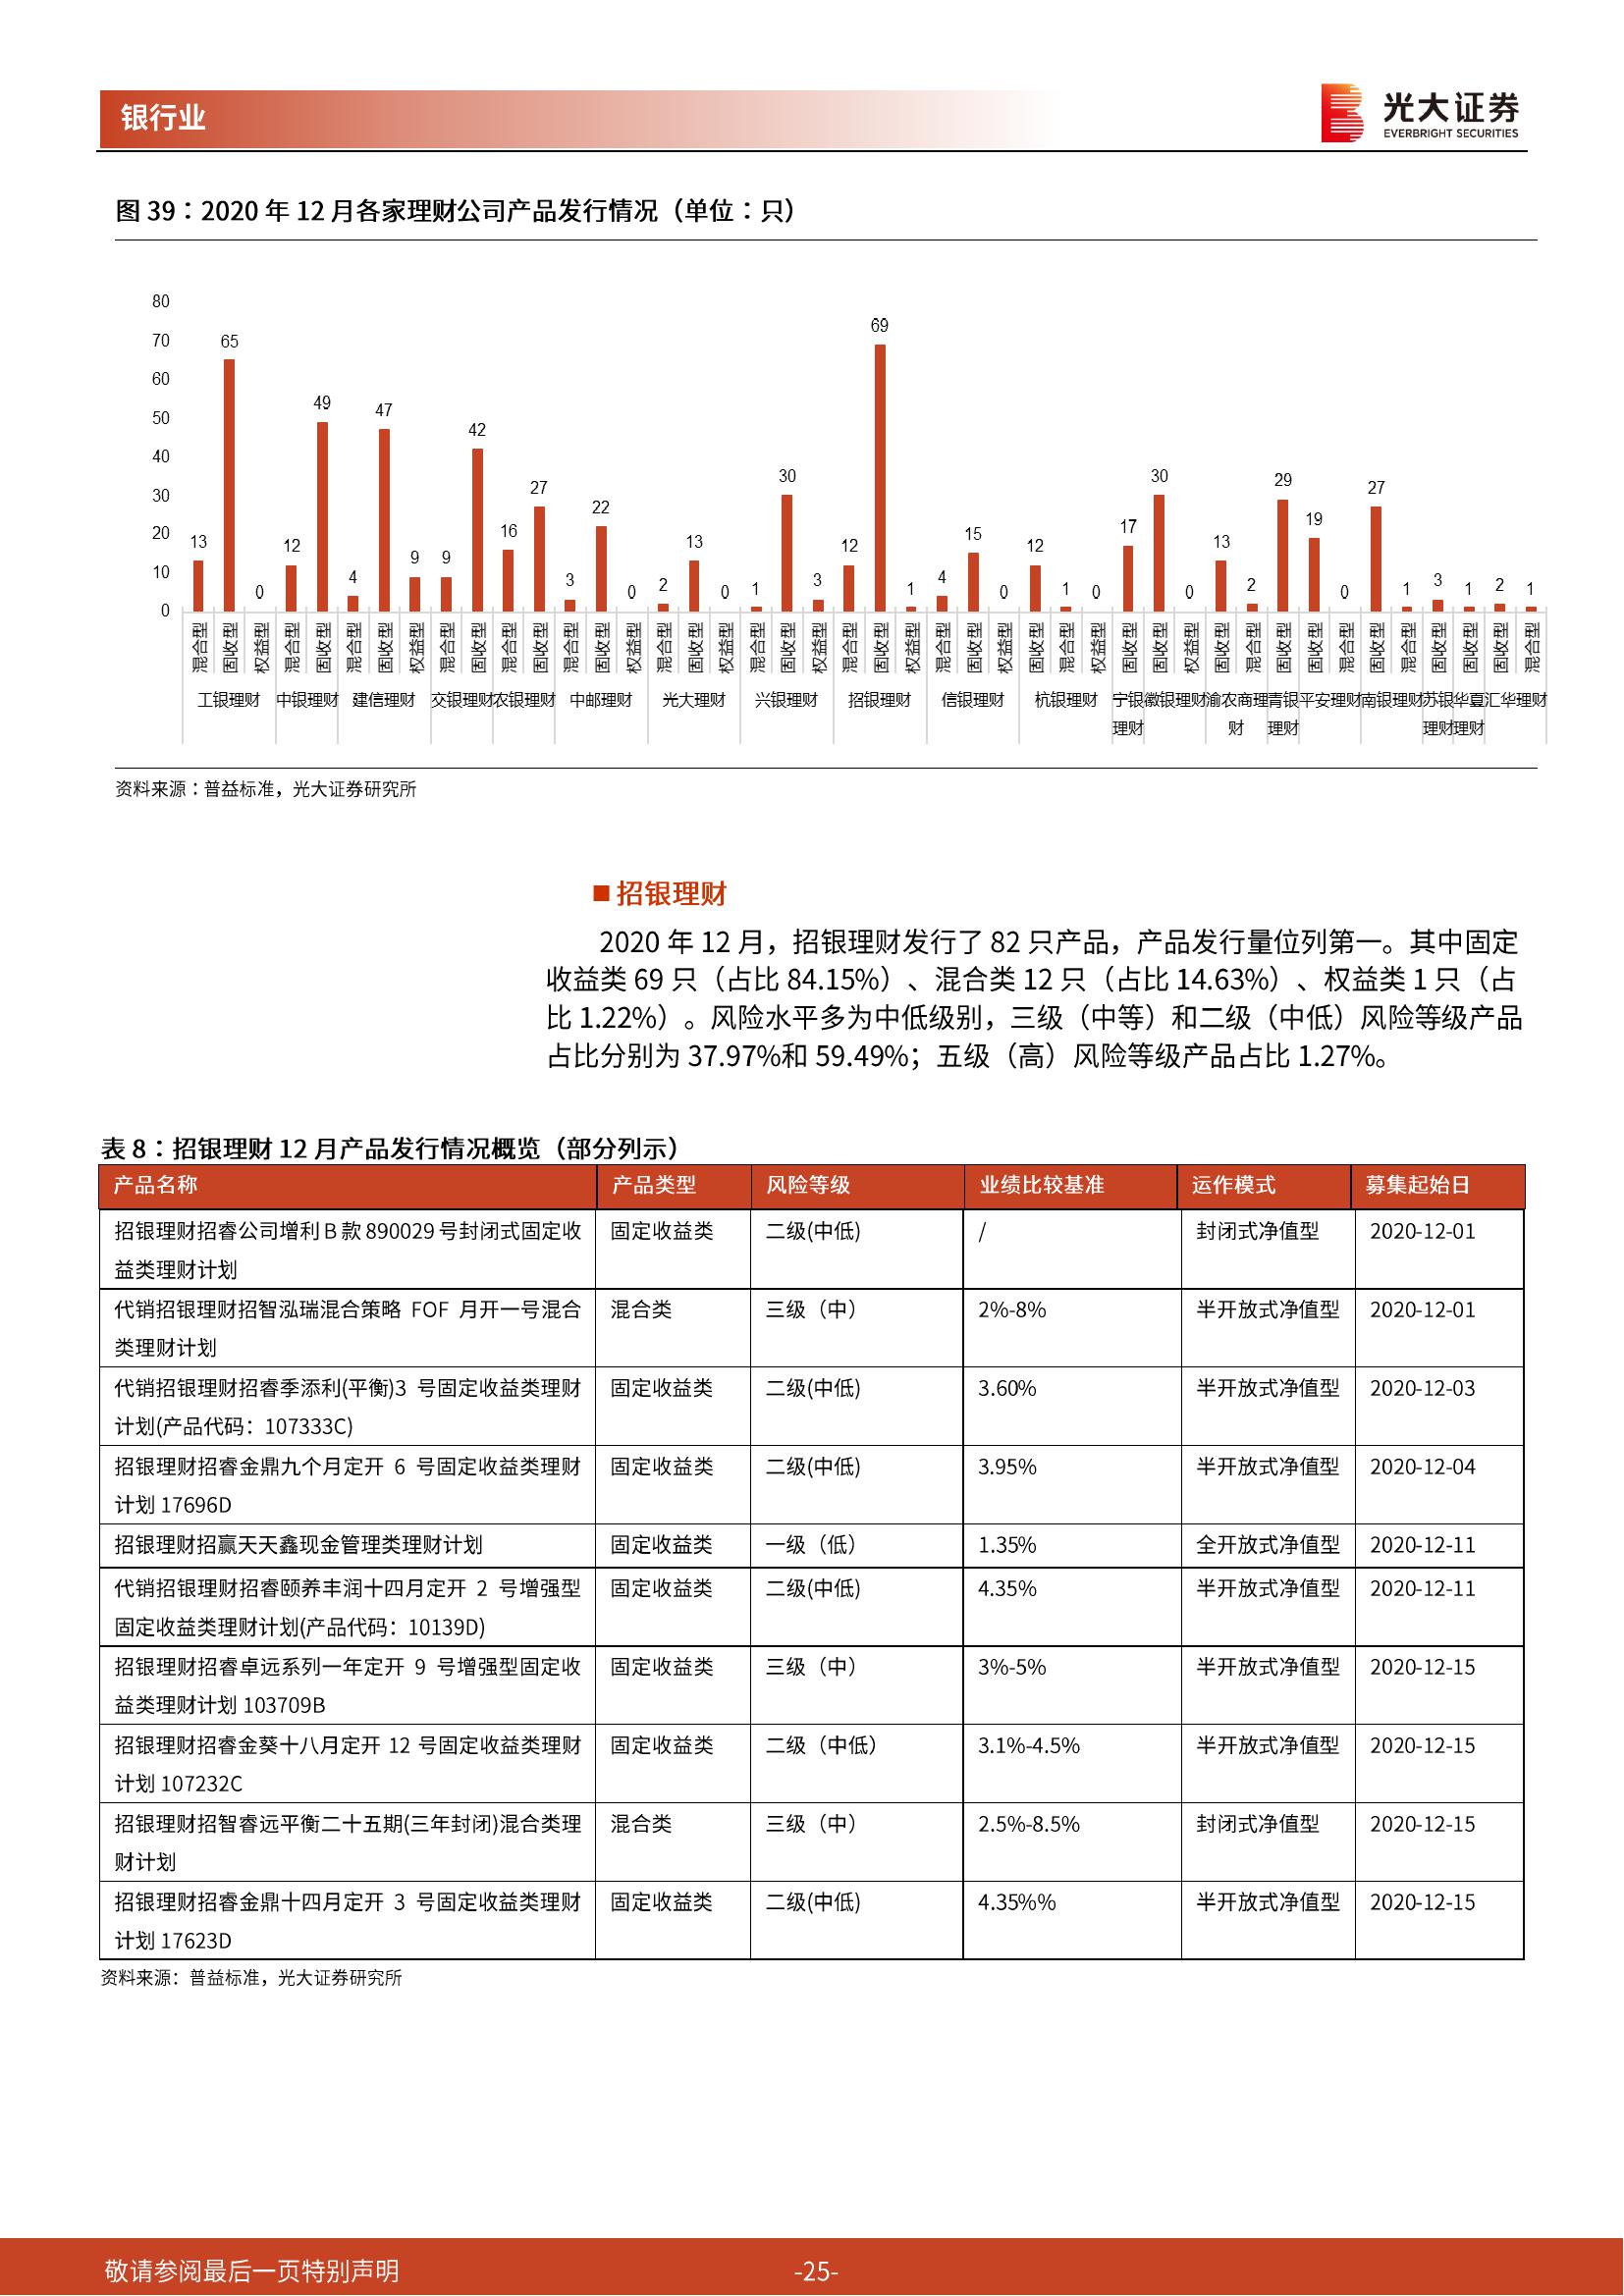 银行业
光大证券
EVERBRIGHT SECURITIES
图 39：2020 年 12 月各家理财公司产品发行情况（单位：只）
80
70
60
50
40
30
20
10
0
13 65 0 12 49 4 47 9 9 42 16 27 3 22 0 2 13 0 1 30 3 12 69 1 4 15 0 12 1 0 17 30 0 13 2 29 19 0 27 1 3 1 2 1
混合型 固收型 权益型 混合型 固收型 混合型 固收型 权益型 混合型 固收型 混合型 固收型 混合型 固收型 权益型 混合型 固收型 权益型 混合型 固收型 权益型 混合型 固收型 权益型 混合型 固收型 权益型 混合型 固收型 权益型 固收型 固收型 权益型 固收型 混合型 固收型 固收型 混合型 固收型 混合型 固收型 固收型 固收型 混合型
工银理财 中银理财 建信理财 交银理财 农银理财 中邮理财 光大理财 兴银理财 招银理财 信银理财 杭银理财 宁银理财 徽银理财 渝农商理财 青银理财 平安理财 南银理财 苏银理财 华夏理财 汇华理财
资料来源：普益标准，光大证券研究所
■ 招银理财
2020 年 12 月，招银理财发行了 82 只产品，产品发行量位列第一。其中固定
收益类 69 只（占比 84.15%）、混合类 12 只（占比 14.63%）、权益类 1 只（占
比 1.22%）。风险水平多为中低级别，三级（中等）和二级（中低）风险等级产品
占比分别为 37.97%和 59.49%；五级（高）风险等级产品占比 1.27%。
表 8：招银理财 12 月产品发行情况概览（部分列示）
产品名称 产品类型 风险等级 业绩比较基准 运作模式 募集起始日
招银理财招睿公司增利 B 款 890029 号封闭式固定收 固定收益类 二级(中低) / 封闭式净值型 2020-12-01
益类理财计划
代销招银理财招智泓瑞混合策略 FOF 月开一号混合 混合类 三级（中） 2%-8% 半开放式净值型 2020-12-01
类理财计划
代销招银理财招睿季添利(平衡)3 号固定收益类理财 固定收益类 二级(中低) 3.60% 半开放式净值型 2020-12-03
计划(产品代码：107333C)
招银理财招睿金鼎九个月定开 6 号固定收益类理财 固定收益类 二级(中低) 3.95% 半开放式净值型 2020-12-04
计划 17696D
招银理财招赢天天鑫现金管理类理财计划 固定收益类 一级（低） 1.35% 全开放式净值型 2020-12-11
代销招银理财招睿颐养丰润十四月定开 2 号增强型 固定收益类 二级(中低) 4.35% 半开放式净值型 2020-12-11
固定收益类理财计划(产品代码：10139D)
招银理财招睿卓远系列一年定开 9 号增强型固定收 固定收益类 三级（中） 3%-5% 半开放式净值型 2020-12-15
益类理财计划 103709B
招银理财招睿金葵十八月定开 12 号固定收益类理财 固定收益类 二级（中低） 3.1%-4.5% 半开放式净值型 2020-12-15
计划 107232C
招银理财招智睿远平衡二十五期(三年封闭)混合类理 混合类 三级（中） 2.5%-8.5% 封闭式净值型 2020-12-15
财计划
招银理财招睿金鼎十四月定开 3 号固定收益类理财 固定收益类 二级(中低) 4.35%% 半开放式净值型 2020-12-15
计划 17623D
资料来源：普益标准，光大证券研究所
敬请参阅最后一页特别声明 -25-